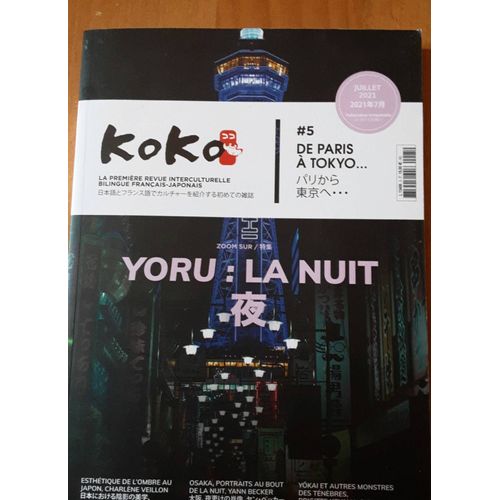 JUILLET
2021
2021年7月
#5
DE PARIS
À TOKYO...
パリから
東京へ・・・
KoKo
ココ
LA PREMIÈRE REVUE INTERCULTURELLE
BILINGUE FRANÇAIS-JAPONAIS
日本語とフランス語でカルチャーを紹介する初めての雑誌
ZOOM SUR / 特集
YORU : LA NUIT
夜
ESTHÉTIQUE DE L'OMBRE AU
JAPON, CHARLÈNE VEILLON
日本における陰影の美学、
OSAKA, PORTRAITS AU BOUT
DE LA NUIT, YANN BECKER
YÔKAI ET AUTRES MONSTRES
DES TÉNÈBRES,